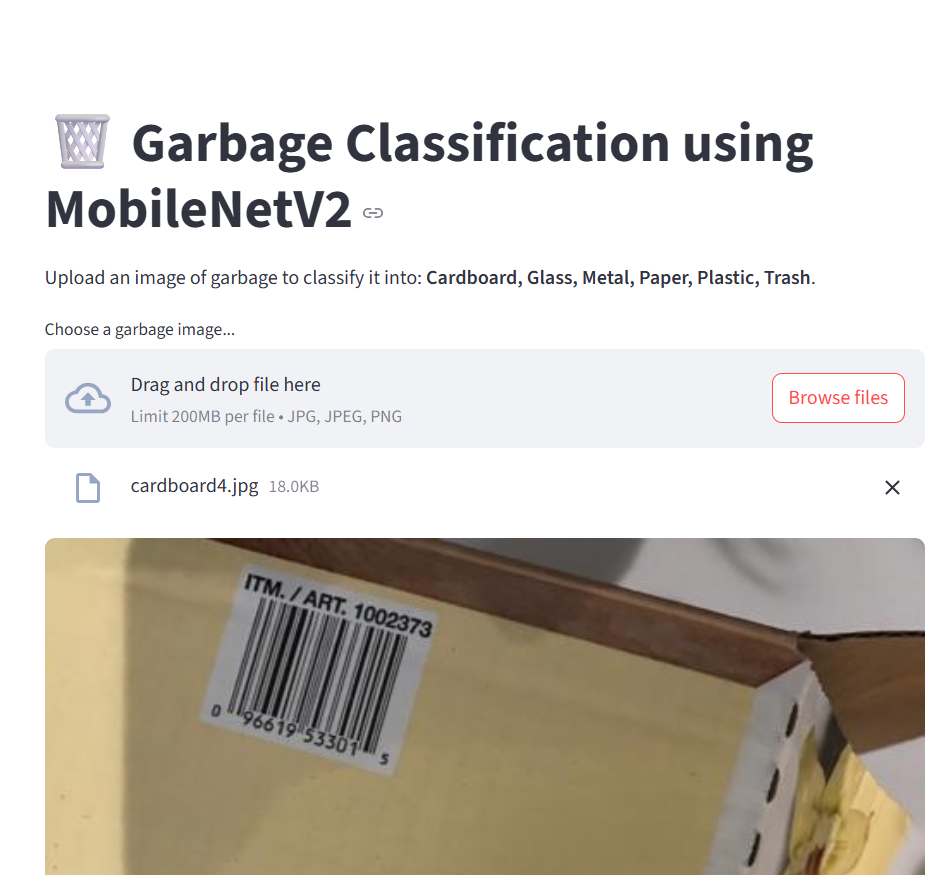 🗑️ Garbage Classification using
MobileNetV2
Upload an image of garbage to classify it into: Cardboard, Glass, Metal, Paper, Plastic, Trash.
Choose a garbage image...
Drag and drop file here
Limit 200MB per file • JPG, JPEG, PNG
Browse files
cardboard4.jpg 18.0KB
ITM. / ART. 1002373
0 96619 53301 5